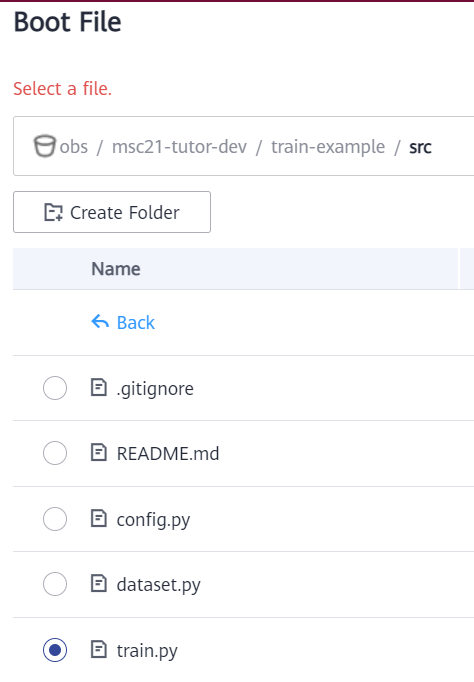 Boot File
Select a file.
obs / msc21-tutor-dev / train-example / src
Create Folder
Name
Back
.gitignore
README.md
config.py
dataset.py
train.py